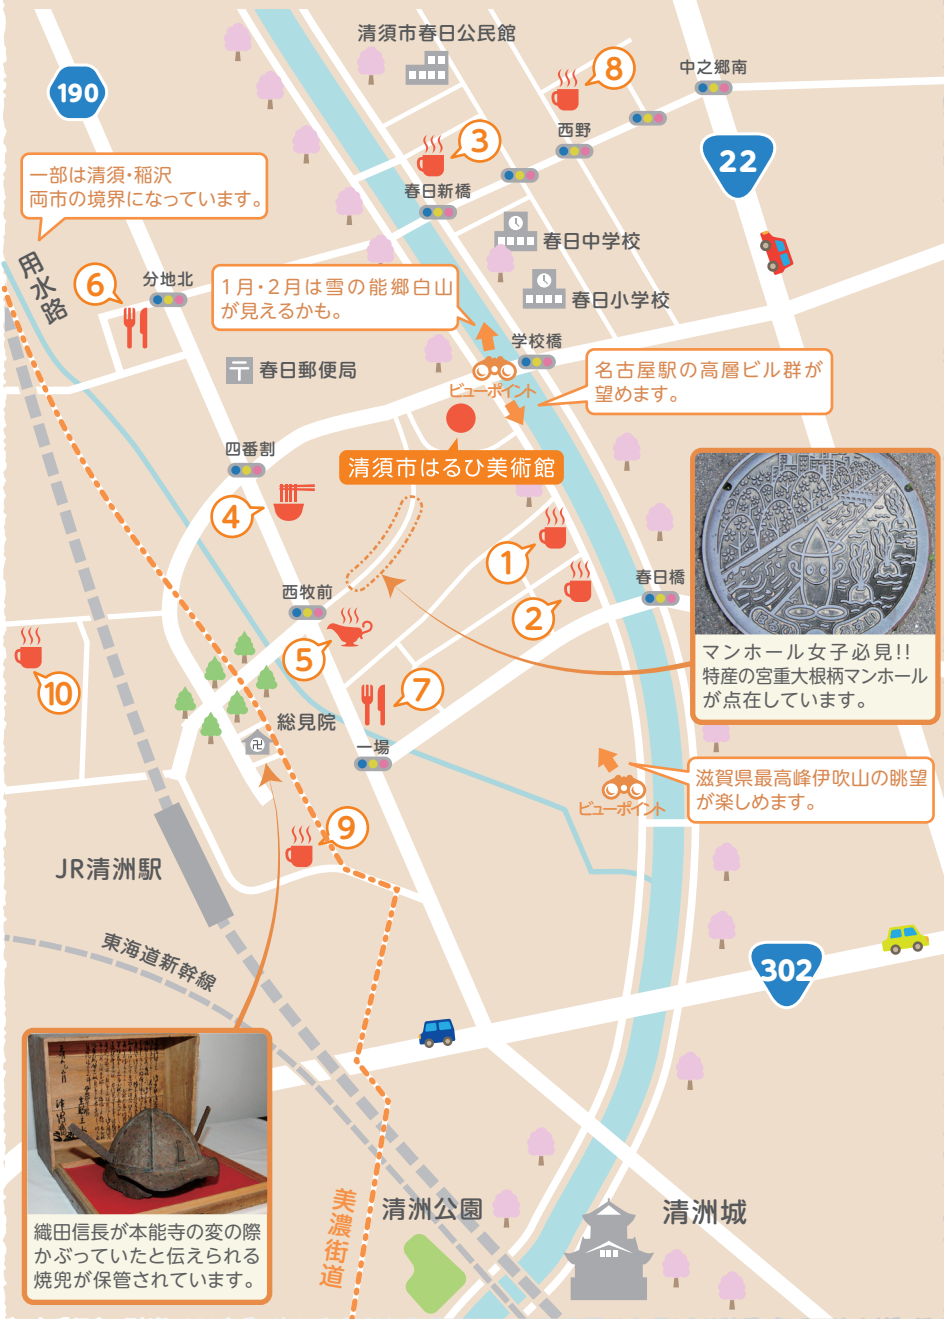 清須市春日公民館
190
8
中之郷南
3
西野
22
一部は清須・稲沢
両市の境界になっています。
春日新橋
春日中学校
用水路
6
分地北
1月・2月は雪の能郷白山
が見えるかも。
春日小学校
学校橋
春日郵便局
ビューポイント
名古屋駅の高層ビル群が
望めます。
四番割
清須市はるひ美術館
4
1
2
春日橋
西牧前
5
マンホール女子必見!!
特産の宮重大根柄マンホール
が点在しています。
10
7
総見院
卍
一場
滋賀県最高峰伊吹山の眺望
が楽しめます。
ビューポイント
9
JR清洲駅
東海道新幹線
302
織田信長が本能寺の変の際
かぶっていたと伝えられる
焼兜が保管されています。
美濃街道
清洲公園
清洲城